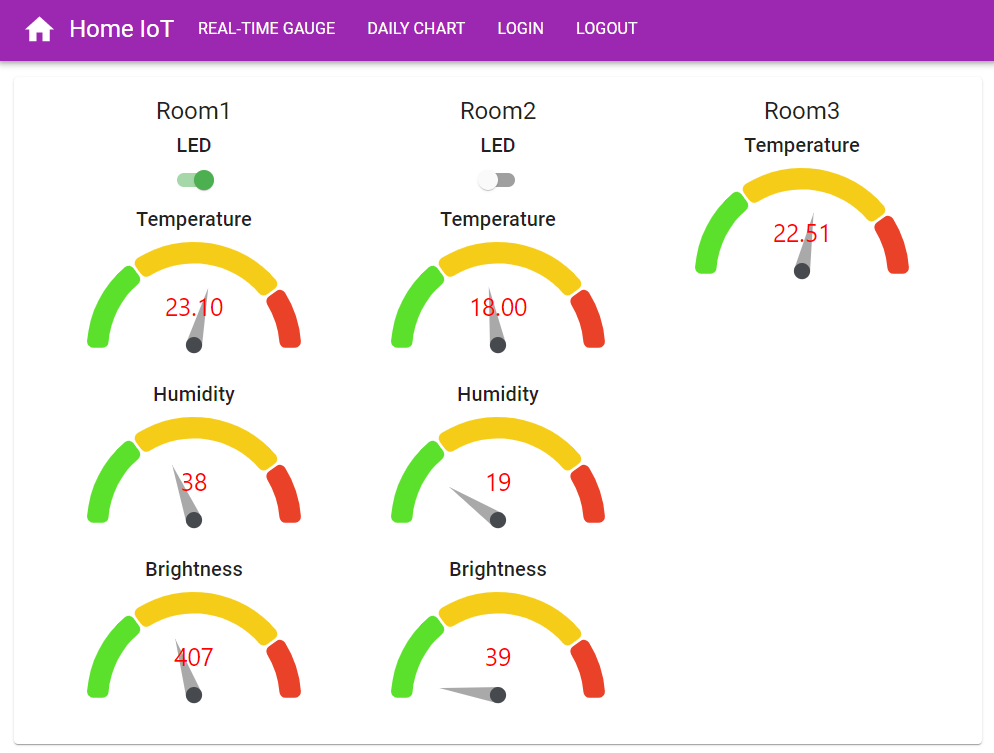 Home IoT REAL-TIME GAUGE DAILY CHART LOGIN LOGOUT
Room1
LED
Temperature
23.10
Humidity
38
Brightness
407
Room2
LED
Temperature
18.00
Humidity
19
Brightness
39
Room3
Temperature
22.51